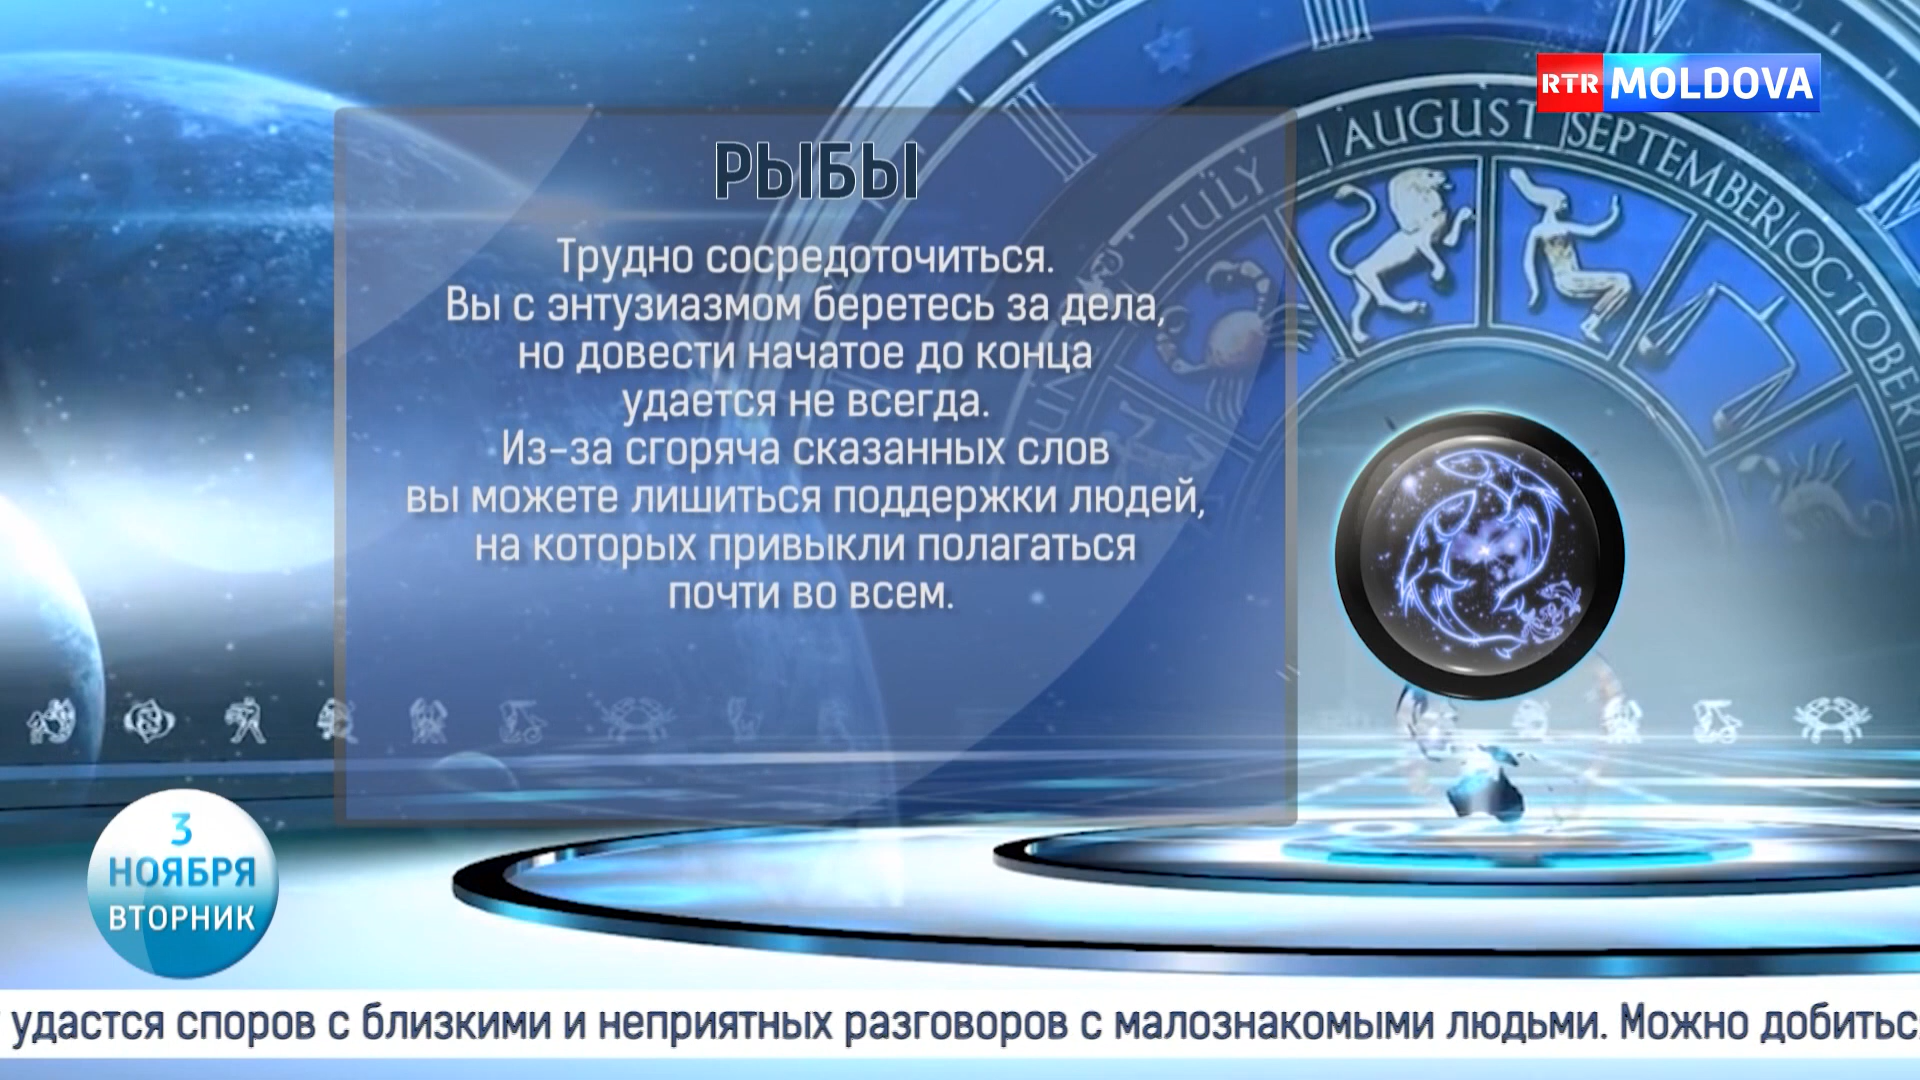 RTR MOLDOVA
JULY
AUGUST
SEPTEMBER
OCTOBER
РЫБЫ
Трудно сосредоточиться.
Вы с энтузиазмом беретесь за дела,
но довести начатое до конца
удается не всегда.
Из-за сгоряча сказанных слов
вы можете лишиться поддержки людей,
на которых привыкли полагаться
почти во всем.
3
НОЯБРЯ
ВТОРНИК
удастся споров с близкими и неприятных разговоров с малознакомыми людьми. Можно добитьс